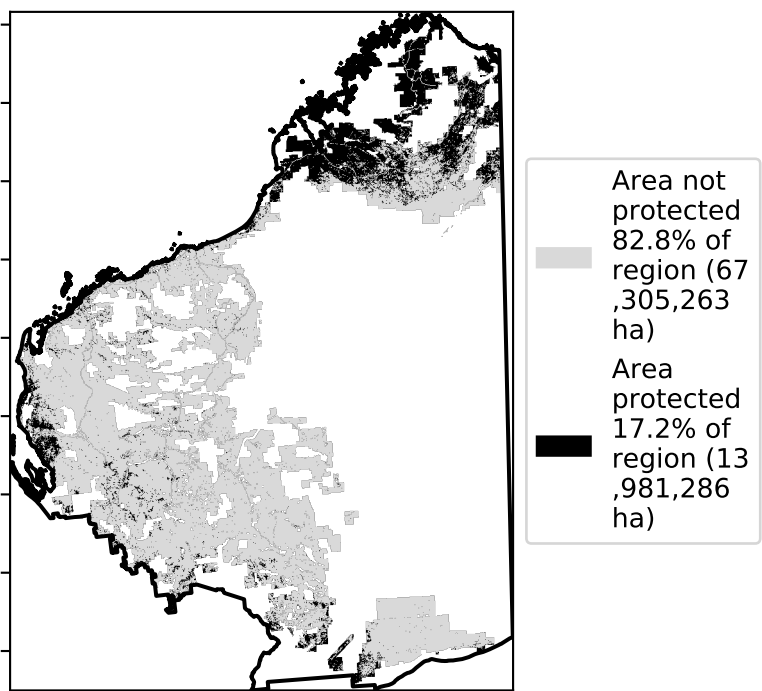 Area not
protected
82.8% of
region (67
,305,263
ha)
Area
protected
17.2% of
region (13
,981,286
ha)